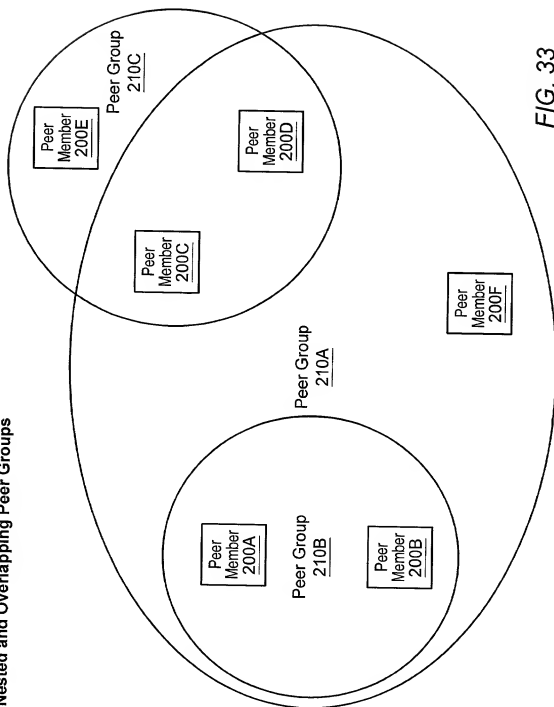 Nested and Overlapping Peer Groups
Peer
Member
200A
Peer Group
210B
Peer
Member
200B
Peer Group
210A
Peer
Member
200C
Peer
Member
200F
Peer
Member
200E
Peer Group
210C
Peer
Member
200D
FIG. 33